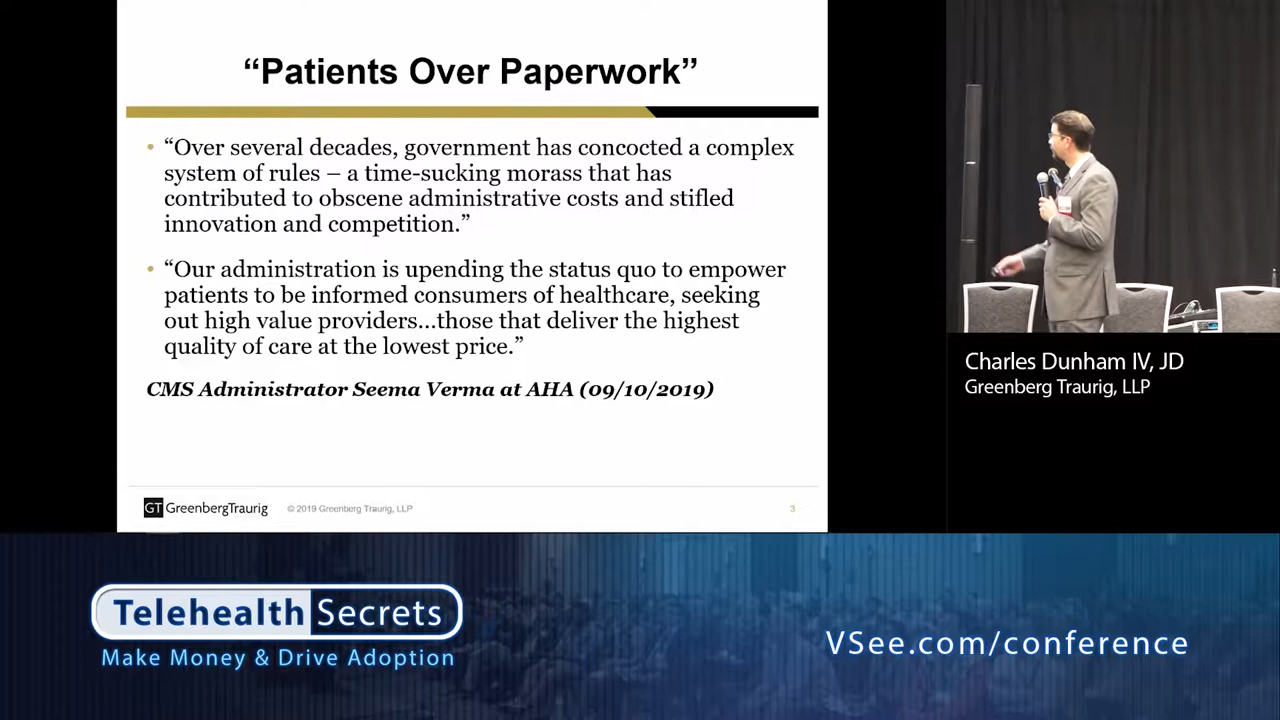 “Patients Over Paperwork”
• “Over several decades, government has concocted a complex
system of rules – a time-sucking morass that has
contributed to obscene administrative costs and stifled
innovation and competition.”
• “Our administration is upending the status quo to empower
patients to be informed consumers of healthcare, seeking
out high value providers...those that deliver the highest
quality of care at the lowest price.”
CMS Administrator Seema Verma at AHA (09/10/2019)
GT GreenbergTraurig
© 2019 Greenberg Traurig, LLP
3
Charles Dunham IV, JD
Greenberg Traurig, LLP
Telehealth Secrets
Make Money & Drive Adoption
VSee.com/conference